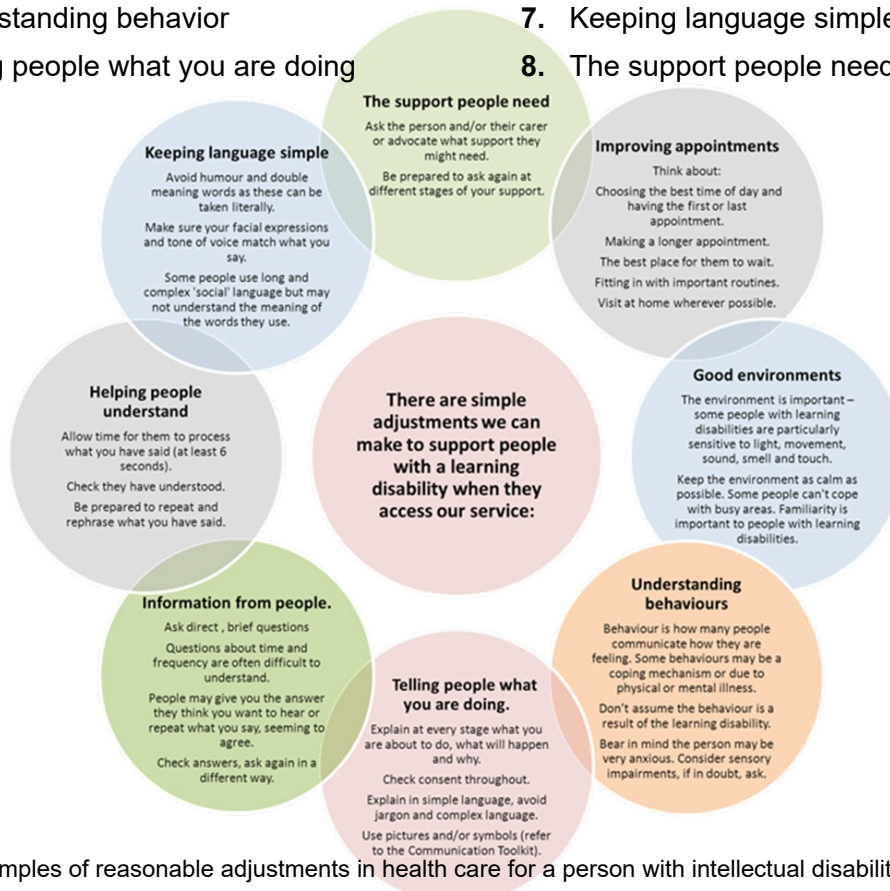 standing behavior
g people what you are doing
7. Keeping language simple
8. The support people need
The support people need
Ask the person and/or their carer
or advocate what support they
might need.
Be prepared to ask again at
different stages of your support.
Improving appointments
Think about:
Choosing the best time of day and
having the first or last
appointment.
Making a longer appointment.
The best place for them to wait.
Fitting in with important routines.
Visit at home wherever possible.
Good environments
The environment is important –
some people with learning
disabilities are particularly
sensitive to light, movement,
sound, smell and touch.
Keep the environment as calm as
possible. Some people can't cope
with busy areas. Familiarity is
important to people with learning
disabilities.
Understanding
behaviours
Behaviour is how many people
communicate how they are
feeling. Some behaviours may be a
coping mechanism or due to
physical or mental illness.
Don't assume the behaviour is a
result of the learning disability.
Bear in mind the person may be
very anxious. Consider sensory
impairments, if in doubt, ask.
Telling people what
you are doing.
Explain at every stage what you
are about to do, what will happen
and why.
Check consent throughout.
Explain in simple language, avoid
jargon and complex language.
Use pictures and/or symbols (refer
to the Communication Toolkit).
Information from people.
Ask direct , brief questions
Questions about time and
frequency are often difficult to
understand.
People may give you the answer
they think you want to hear or
repeat what you say, seeming to
agree.
Check answers, ask again in a
different way.
Helping people
understand
Allow time for them to process
what you have said (at least 6
seconds).
Check they have understood.
Be prepared to repeat and
rephrase what you have said.
Keeping language simple
Avoid humour and double
meaning words as these can be
taken literally.
Make sure your facial expressions
and tone of voice match what you
say.
Some people use long and
complex 'social' language but may
not understand the meaning of
the words they use.
There are simple
adjustments we can
make to support people
with a learning
disability when they
access our service:
mples of reasonable adjustments in health care for a person with intellectual disabilit